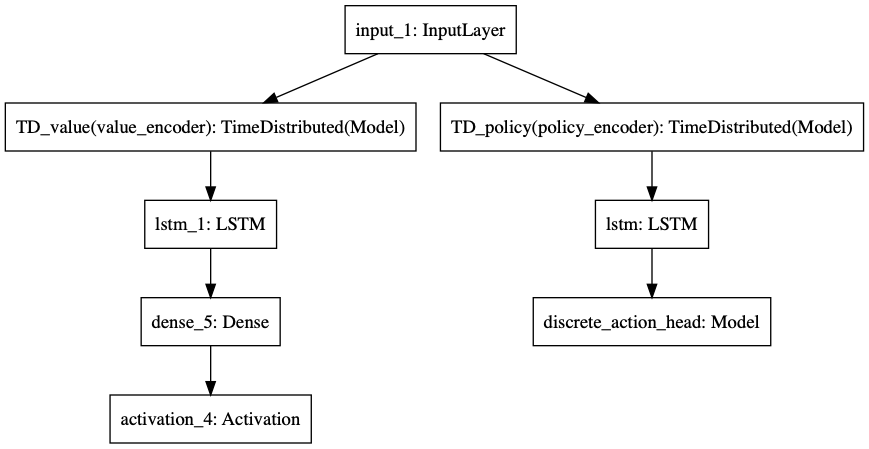 input_1: InputLayer
TD_value(value_encoder): TimeDistributed(Model)
TD_policy(policy_encoder): TimeDistributed(Model)
lstm_1: LSTM
lstm: LSTM
dense_5: Dense
discrete_action_head: Model
activation_4: Activation